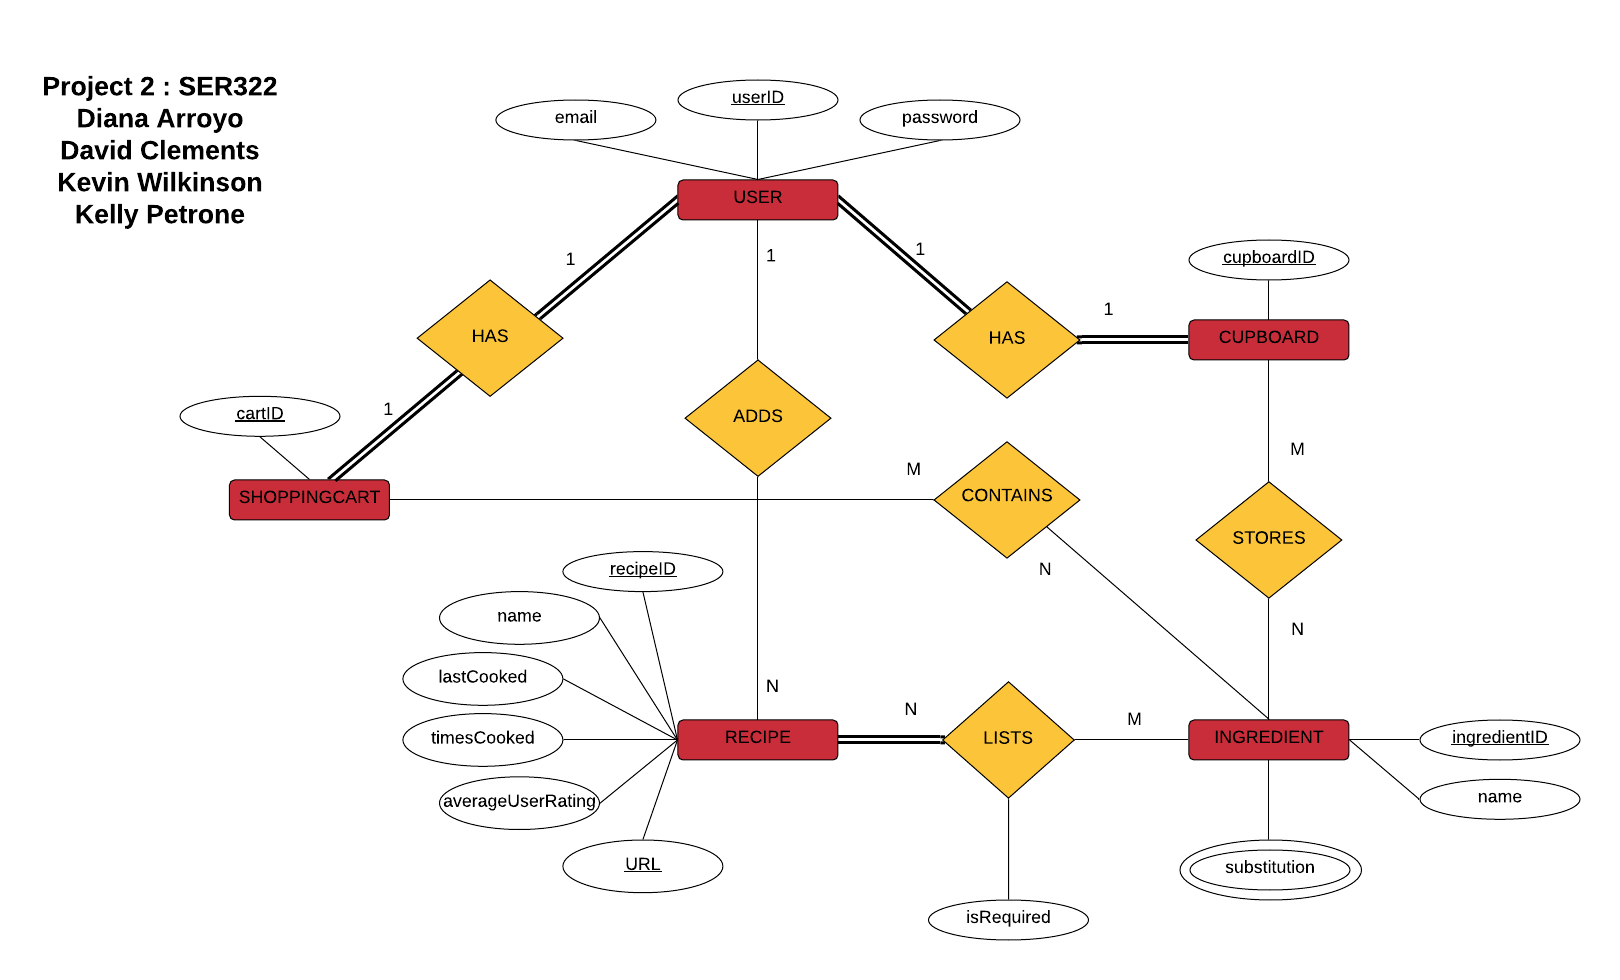 Project 2 : SER322
Diana Arroyo
David Clements
Kevin Wilkinson
Kelly Petrone
userID
email
password
USER
1
1
1
cupboardID
1
HAS
HAS
CUPBOARD
1
cartID
ADDS
M
M
SHOPPINGCART
CONTAINS
STORES
N
recipeID
name
N
lastCooked
N
N
M
timesCooked
RECIPE
LISTS
INGREDIENT
ingredientID
averageUserRating
name
URL
substitution
isRequired